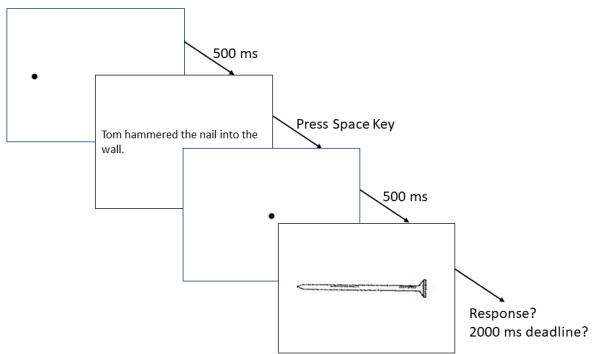 500 ms
Tom hammered the nail into the
wall.
Press Space Key
500 ms
Response?
2000 ms deadline?